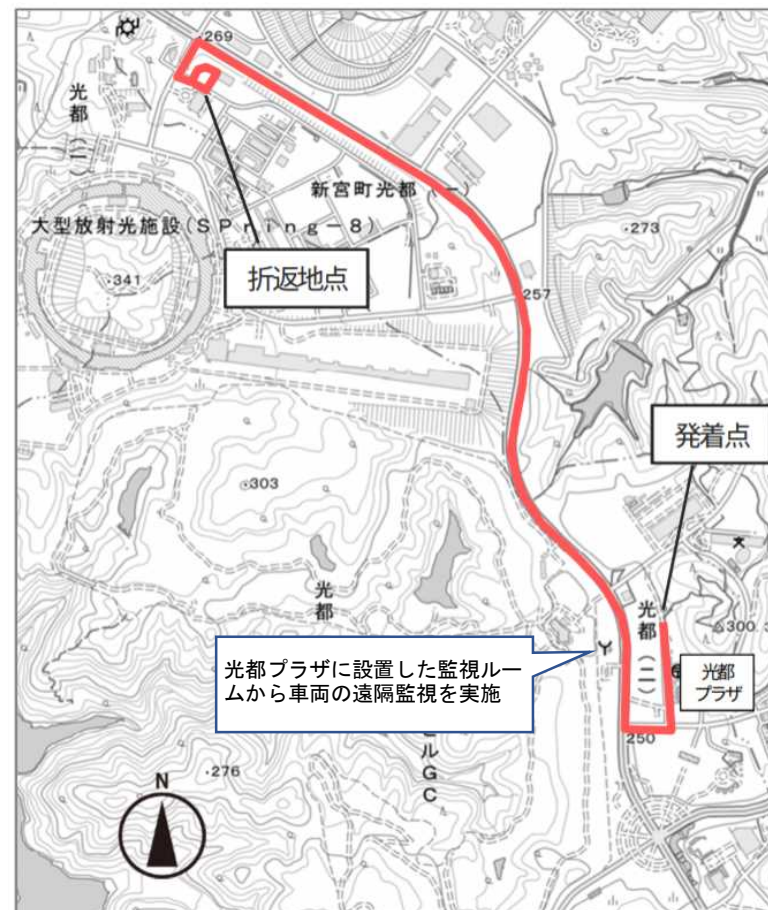 269
光都（二）
新宮町光都（一）
大型放射光施設（SPring-8）
273
341
折返地点
257
発着点
303
光都
光都（二）
300.
光都プラザに設置した監視ルームから車両の遠隔監視を実施
光都
プラザ
250
ルGC
276
N